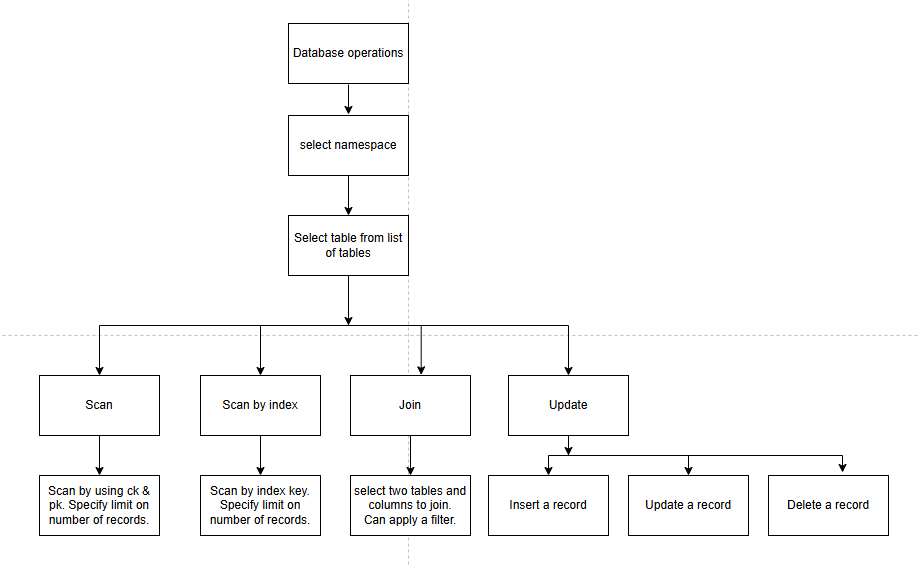 Database operations
select namespace
Select table from list
of tables
Scan
Scan by index
Join
Update
Scan by using ck &
pk. Specify limit on
number of records.
Scan by index key.
Specify limit on
number of records.
select two tables and
columns to join.
Can apply a filter.
Insert a record
Update a record
Delete a record